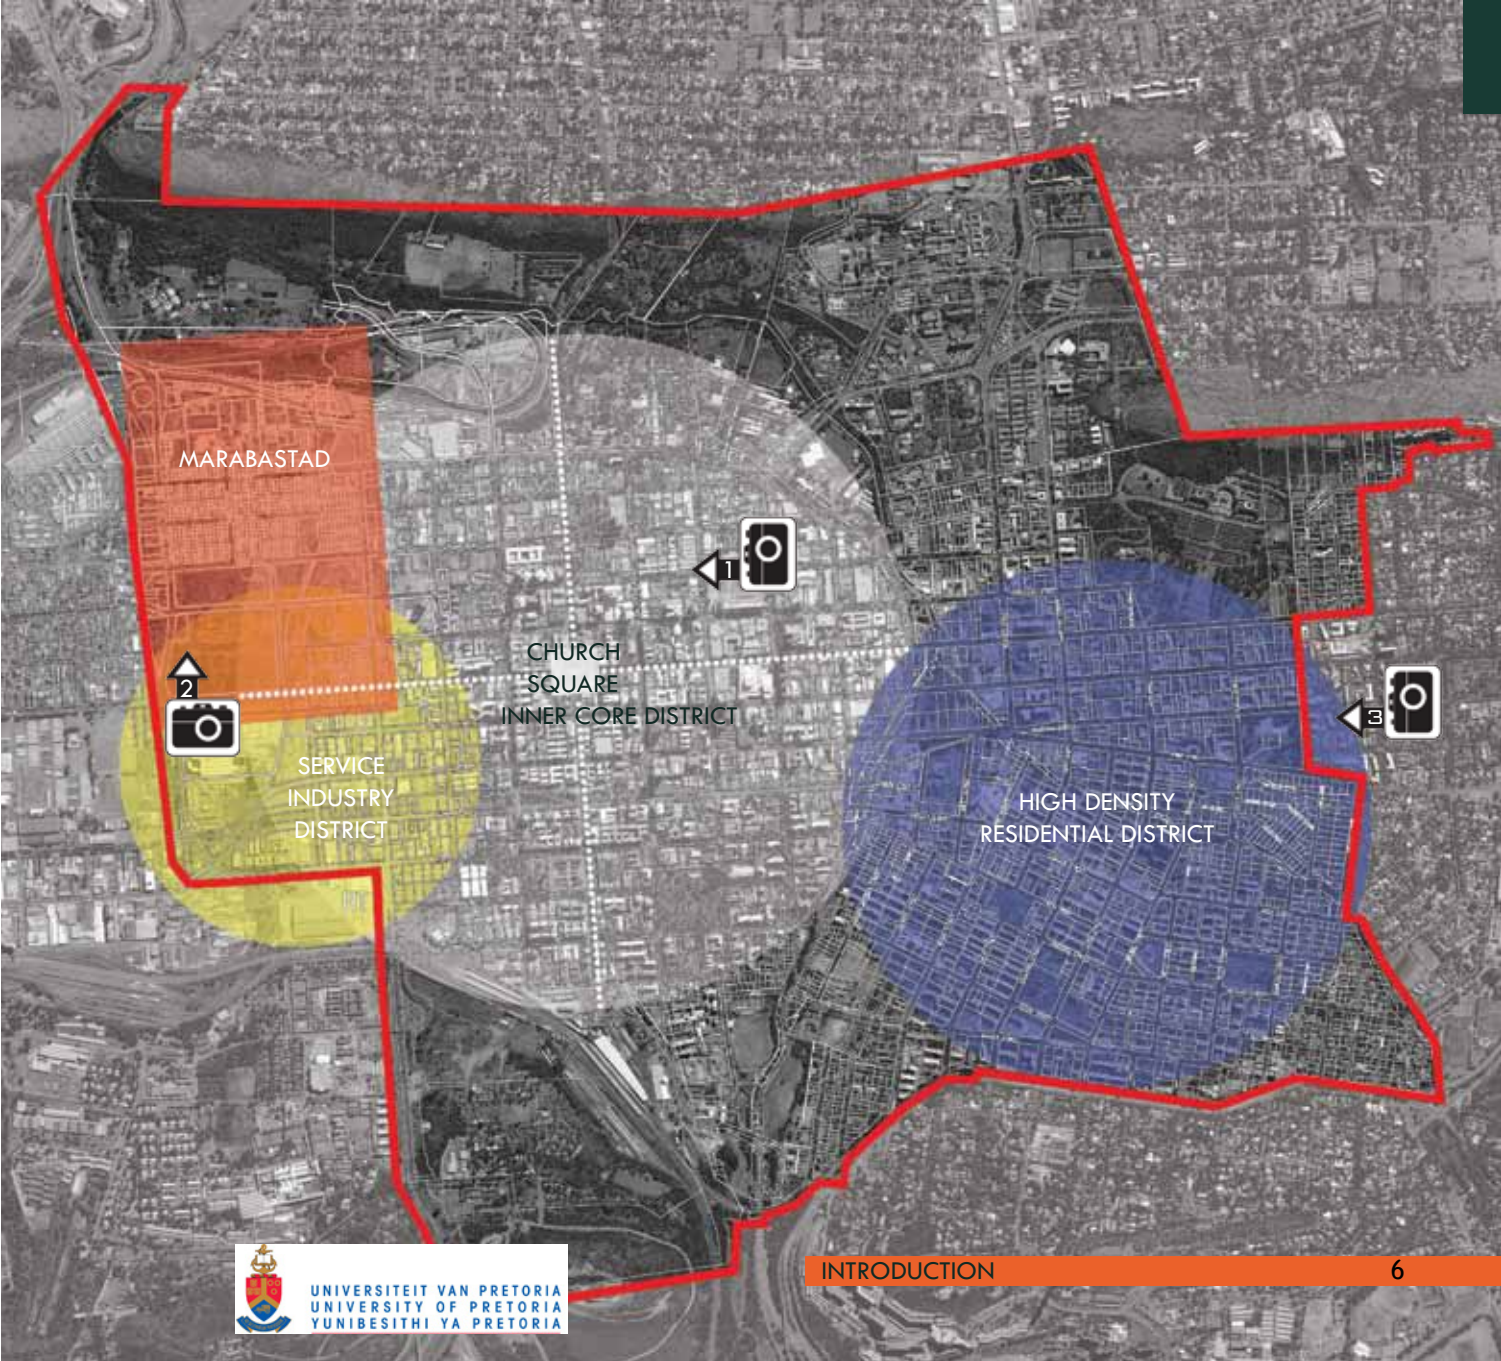 MARABASTAD
1
CHURCH
SQUARE
INNER CORE DISTRICT
2
3
SERVICE
INDUSTRY
DISTRICT
HIGH DENSITY
RESIDENTIAL DISTRICT
INTRODUCTION 6
UNIVERSITEIT VAN PRETORIA
UNIVERSITY OF PRETORIA
YUNIBESITHI YA PRETORIA